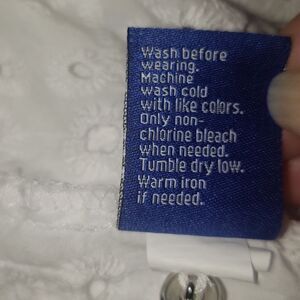 Wash before
wearing.
Machine
wash cold
with like colors.
Only non-
chlorine bleach
when needed.
Tumble dry low.
Warm iron
if needed.